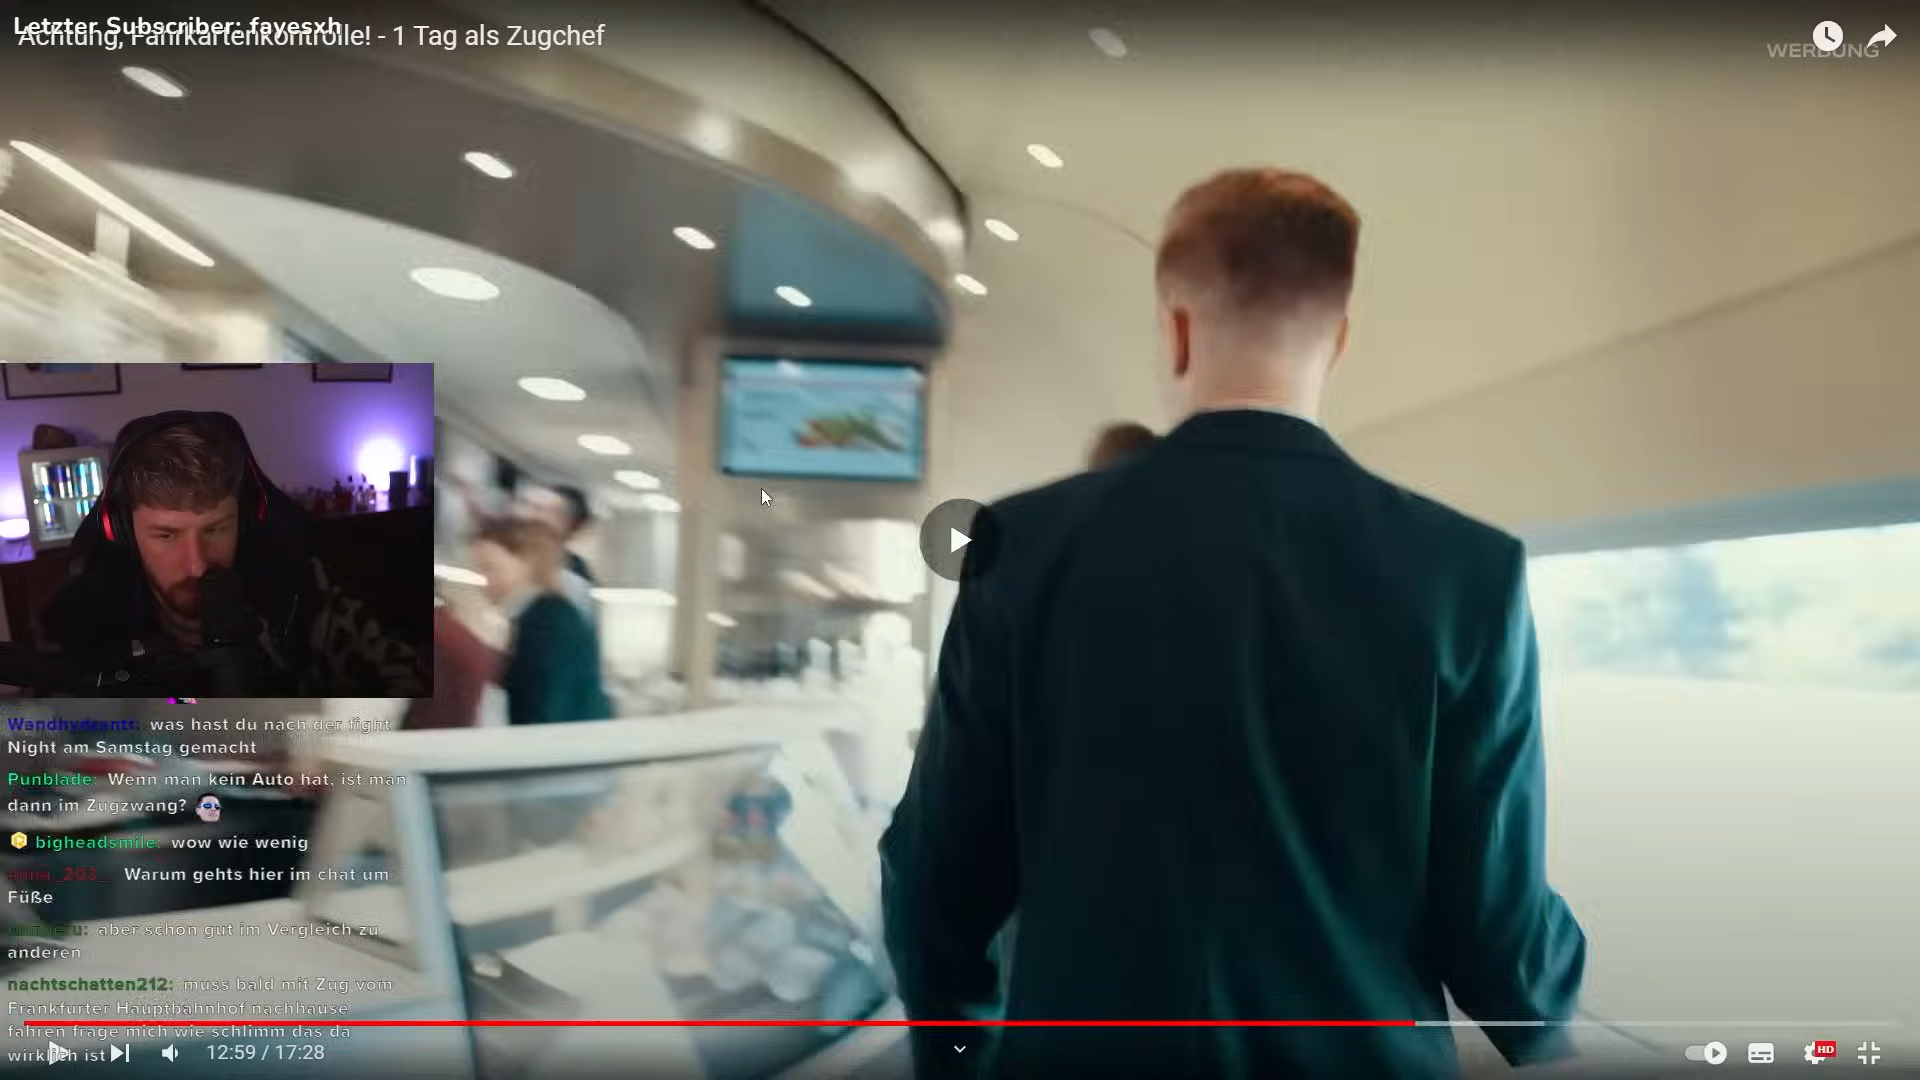 Letzter Subscriber: fayesxh
Achtung, Fahrkartenkontrolle! - 1 Tag als Zugchef
WERBUNG
Wandhydrantt: was hast du nach der fight
Night am Samstag gemacht
Punblade: Wenn man kein Auto hat, ist man
dann im Zugzwang?
bigheadsmile: wow wie wenig
Warum gehts hier im chat um
Füße
aber schon gut im Vergleich zu
anderen
nachtschatten212: muss bald mit Zug vom
Frankfurter Hauptbahnhof nachhause
fahren frage mich wie schlimm das da
wirklich ist
12:59 / 17:28
HD